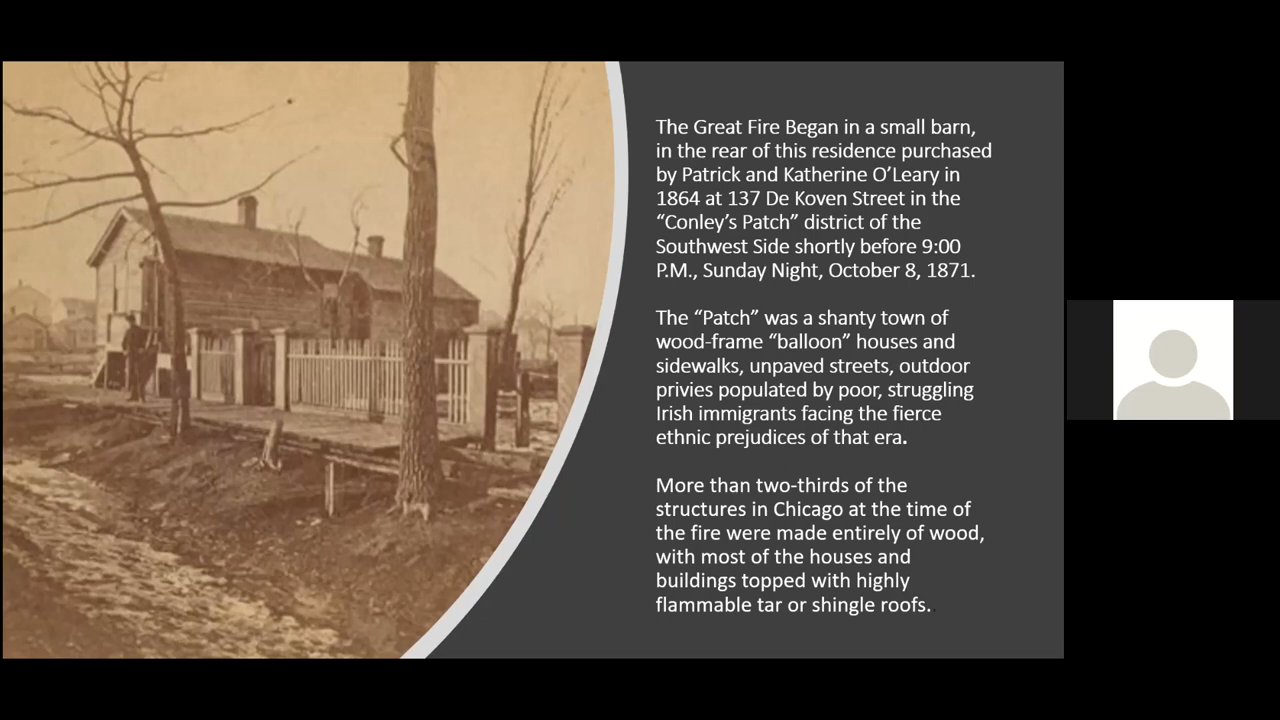 The Great Fire Began in a small barn,
in the rear of this residence purchased
by Patrick and Katherine O’Leary in
1864 at 137 De Koven Street in the
“Conley’s Patch” district of the
Southwest Side shortly before 9:00
P.M., Sunday Night, October 8, 1871.
The “Patch” was a shanty town of
wood-frame “balloon” houses and
sidewalks, unpaved streets, outdoor
privies populated by poor, struggling
Irish immigrants facing the fierce
ethnic prejudices of that era.
More than two-thirds of the
structures in Chicago at the time of
the fire were made entirely of wood,
with most of the houses and
buildings topped with highly
flammable tar or shingle roofs.